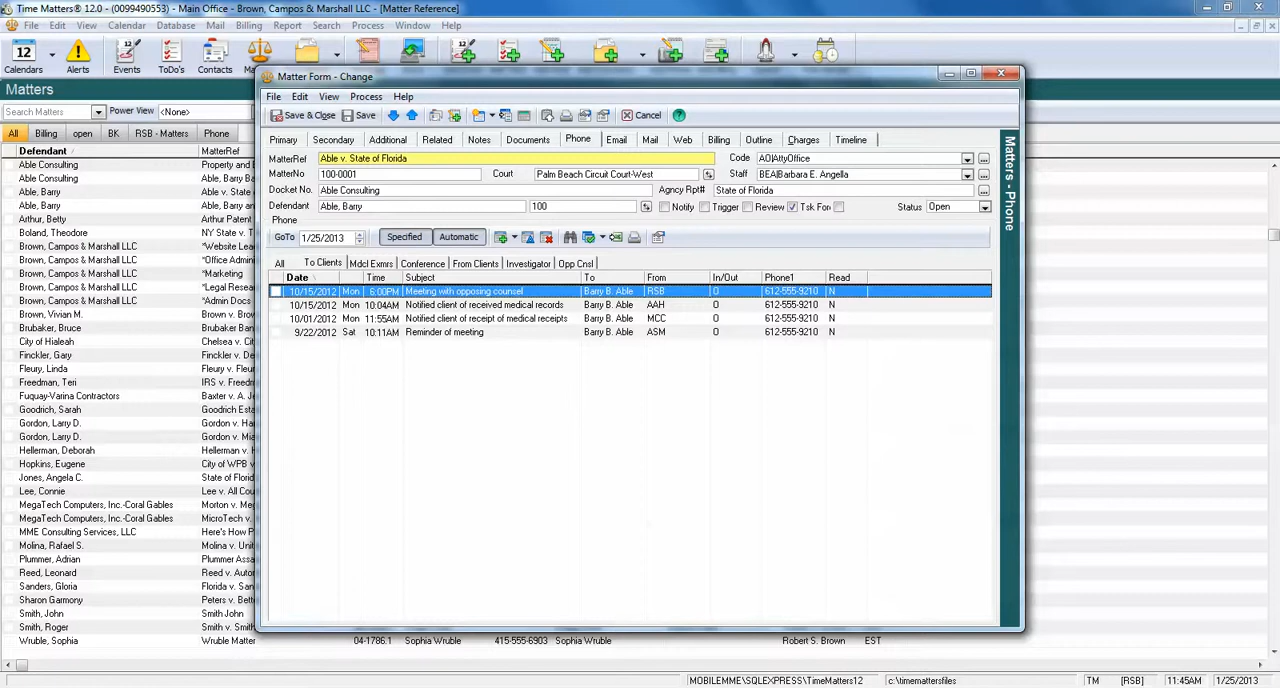 Time Matters® 12.0 - (0099490553) - Main Office - Brown, Campos & Marshall LLC - [Matter Reference]
File Edit View Calendar Database Mail Billing Report Search Process Window Help
12
Calendars Alerts Events ToDo's Contacts
Matters
Search Matters Power View <None>
All Billing open BK RSB - Matters Phone
Defendant MatterRef
Able Consulting Property and
Able Consulting Able, Barry
Able, Barry Able v. State
Able, Barry Able v. State of
Arthur, Betty Arthur Patent
Boland, Theodore NY State v.
Brown, Campos & Marshall LLC *Website Lea
Brown, Campos & Marshall LLC *Office
Brown, Campos & Marshall LLC *Marketing
Brown, Campos & Marshall LLC *Legal Resea
Brown, Campos & Marshall LLC *Admin Docs
Brown, Vivian M. Brown v.
Brubaker, Bruce Brubaker v.
City of Hialeah Chelsea v. City
Finckler, Gary Finckler v.
Fleury, Linda Fleury v. Fleur
Freedman, Teri IRS v. Freedm
Fuquay-Varina Contractors Baxter v. A. J
Goodrich, Sarah Goodrich Esta
Gordon, Larry D. Gordon v. Ha
Gordon, Larry D. Gordon v. Mi
Hellerman, Deborah Hellerman v.
Hopkins, Eugene City of WPB v
Jones, Angela C. State of Florid
Lee, Connie Lee v. All Cou
MegaTech Computers, Inc.-Coral Gables Morton v. Meg
MegaTech Computers, Inc.-Coral Gables MicroTech v.
MME Consulting Services, LLC Here's How P
Molina, Rafael S. Molina v. Unit
Plummer, Adrian Plummer Assa
Reed, Leonard Reed v. Autor
Sanders, Gloria Florida v. San
Sharon Garmony Peters v. Betto
Smith, John Smith v. Smith
Smith, John Smith v. Smith
Wruble, Sophia Wruble Matter 04-1786.1 Sophia Wruble 415-555-6903 Sophia Wruble Robert S. Brown EST
Matter Form - Change
File Edit View Process Help
Save & Close Save Cancel
Primary Secondary Additional Related Notes Documents Phone Email Mail Web Billing Outline Charges Timeline
MatterRef Able v. State of Florida Code AO|AttyOffice
MatterNo 100-0001 Court Palm Beach Circuit Court-West Staff BEA|Barbara E. Angella
Docket No. Able Consulting Agncy Rpt# State of Florida
Defendant Able, Barry 100 Notify Trigger Review Tsk For Status Open
Phone
GoTo 1/25/2013 Specified Automatic
All To Clients Mdcl Exmrs Conference From Clients Investigator Opp Cnsl
Date Time Subject To From In/Out Phone1 Read
10/15/2012 Mon 6:00PM Meeting with opposing counsel Barry B. Able RSB O 612-555-9210 N
10/15/2012 Mon 10:04AM Notified client of received medical records Barry B. Able AAH O 612-555-9210 N
10/01/2012 Mon 11:55AM Notified client of receipt of medical receipts Barry B. Able MCC O 612-555-9210 N
9/22/2012 Sat 10:11AM Reminder of meeting Barry B. Able ASM O 612-555-9210 N
Matters - Phone
MOBILEMME/SQLEXPRESS/TimeMatters12 c:\timemattersfiles TM [RSB] 11:45AM 1/25/2013